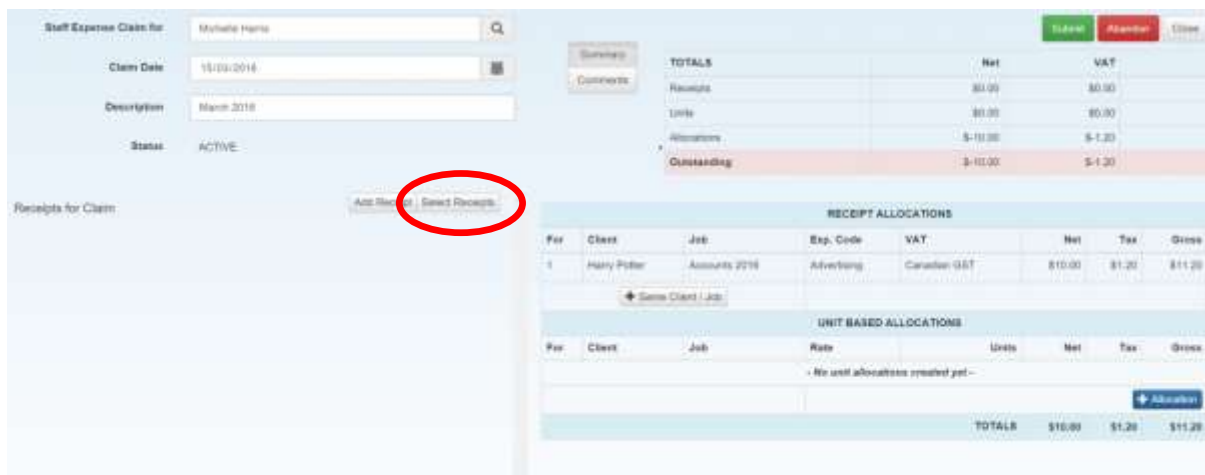 Staff Expense Claim for Michelle Harris
Submit Abandon Close
Claim Date 15/03/2016
Summary
Comments
TOTALS Net VAT
Receipts $0.00 $0.00
Description March 2016
Units $0.00 $0.00
Status ACTIVE
Allocations $-10.00 $-1.20
Outstanding $-10.00 $-1.20
Receipts for Claim
Add Receipt Select Receipts
RECEIPT ALLOCATIONS
For Client Job Exp. Code VAT Net Tax Gross
1 Harry Potter Accounts 2016 Advertising Canadian GST $10.00 $1.20 $11.20
Same Client / Job
UNIT BASED ALLOCATIONS
For Client Job Rate Units Net Tax Gross
- No unit allocations created yet -
Allocation
TOTALS $10.00 $1.20 $11.20